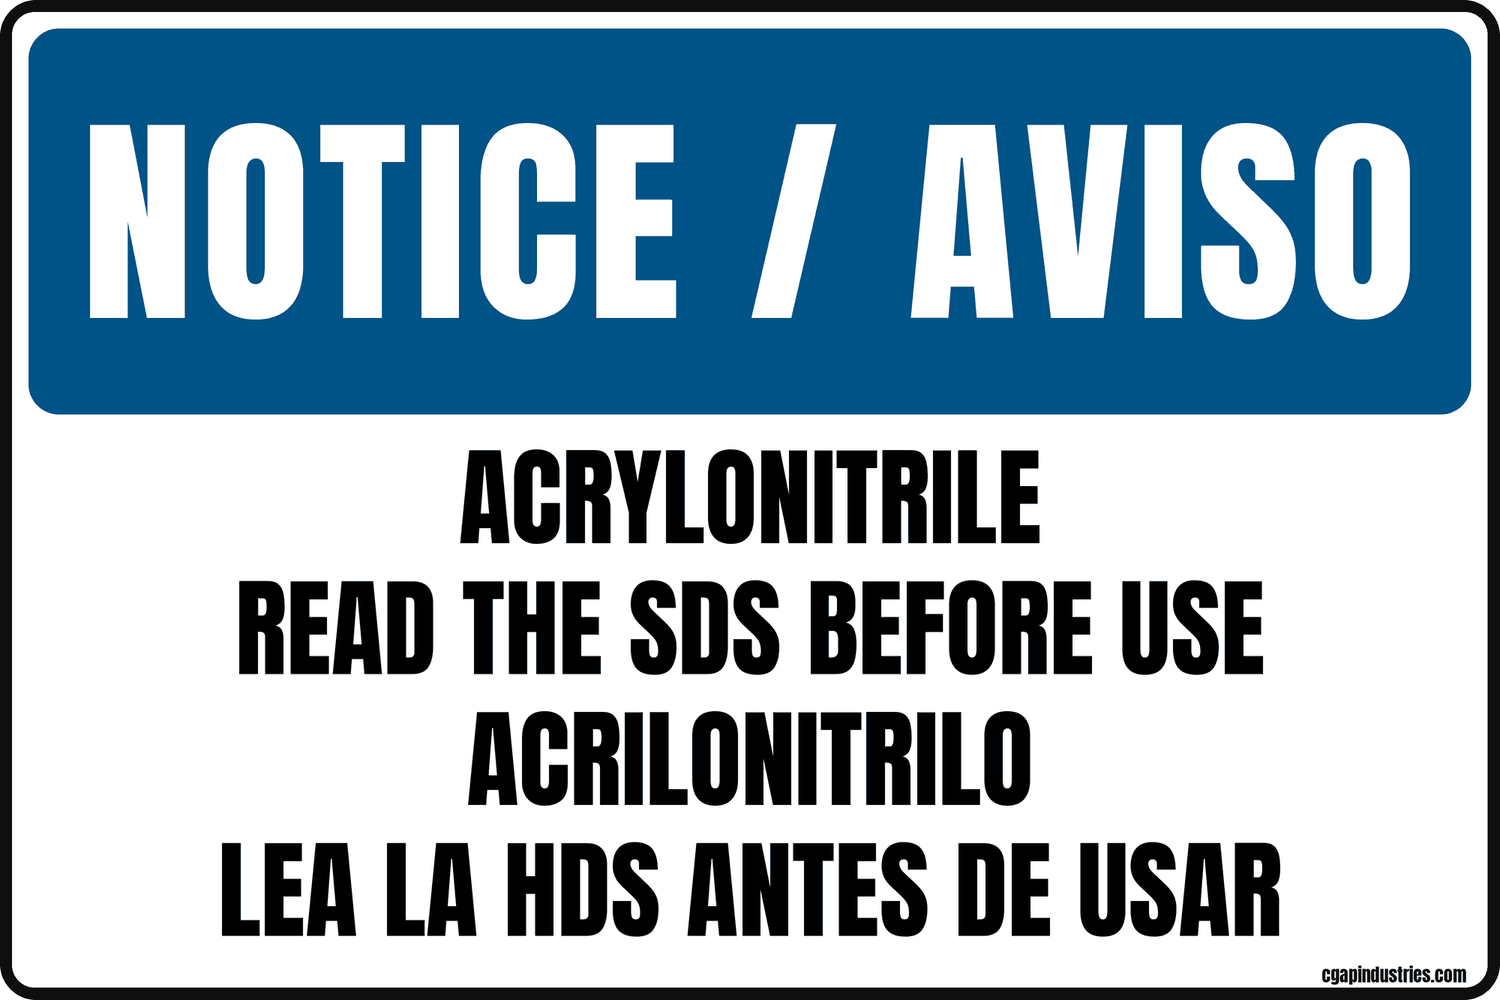 NOTICE / AVISO
ACRYLONITRILE
READ THE SDS BEFORE USE
ACRILONITRILO
LEA LA HDS ANTES DE USAR
cgapindustries.com